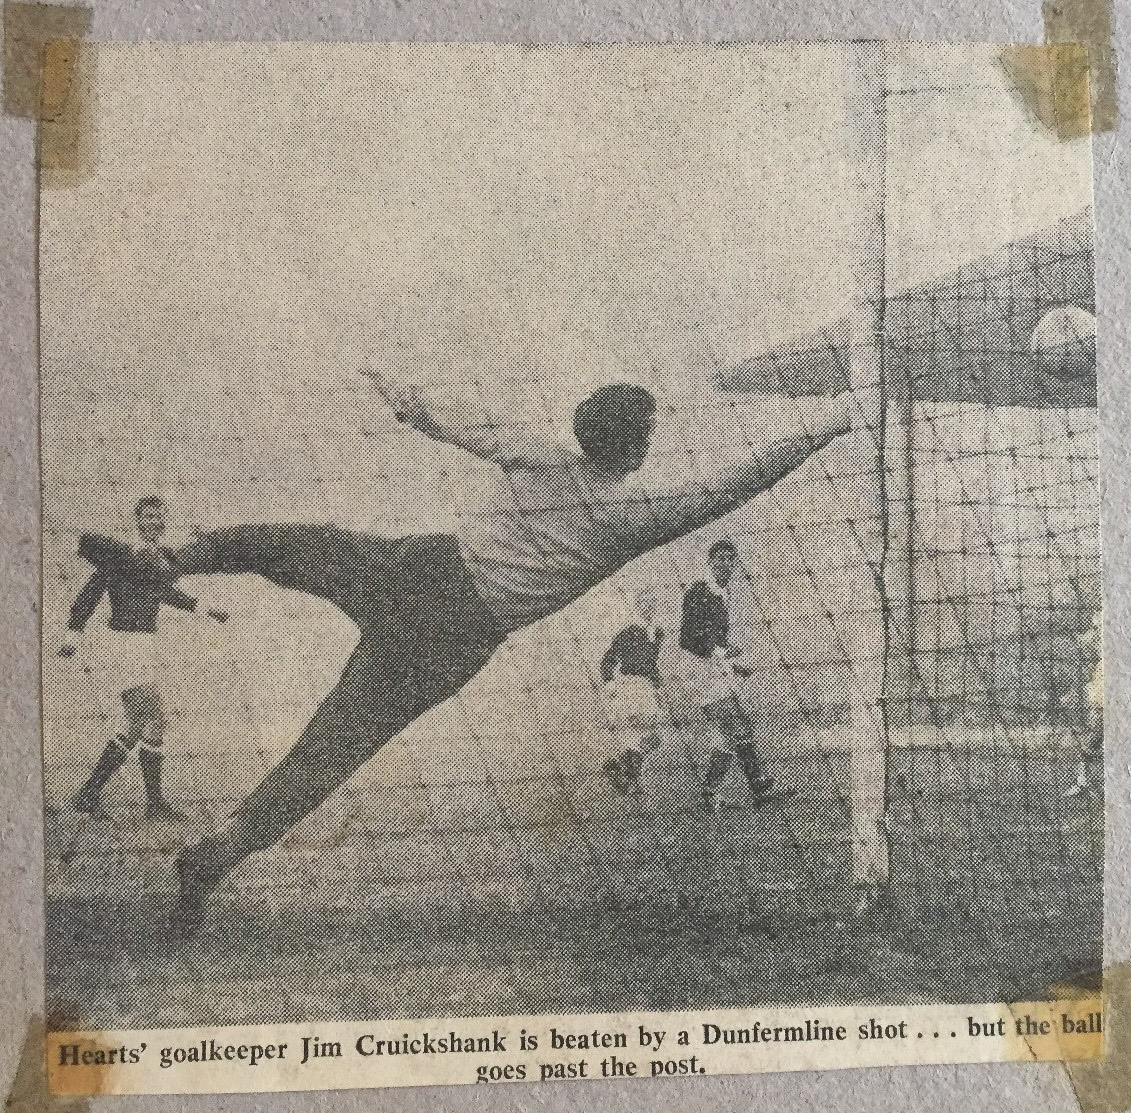 Hearts' goalkeeper Jim Cruickshank is beaten by a Dunfermline shot . . . but the ball
goes past the post.